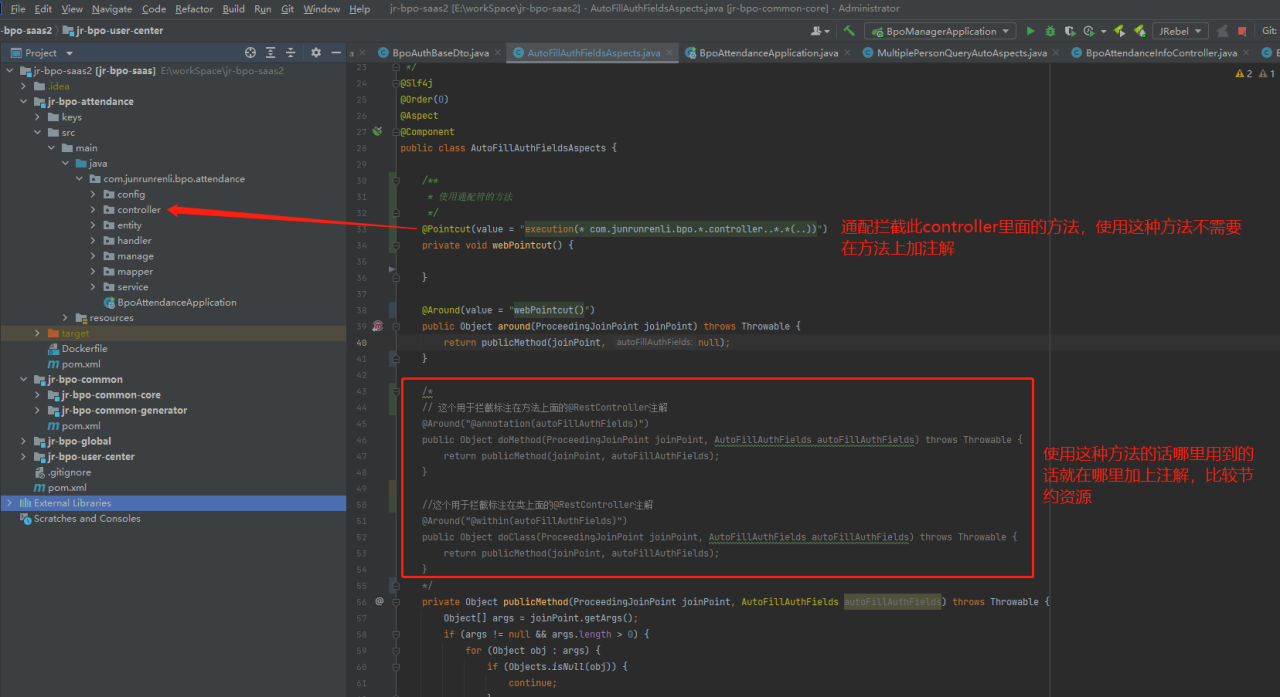 File Edit View Navigate Code Refactor Build Run Git Window Help jr-bpo-saas2 [E:\workSpace\jr-bpo-saas2] - AutoFillAuthFieldsAspects.java [jr-bpo-common-core] - Administrator
-bpo-saas2 jr-bpo-user-center
BpoManagerApplication
JRebel
Git:
Project
BpoAuthBaseDto.java
AutoFillAuthFieldsAspects.java
BpoAttendanceApplication.java
MultiplePersonQueryAutoAspects.java
BpoAttendanceInfoController.java
jr-bpo-saas2 [jr-bpo-saas] E:\workSpace\jr-bpo-saas2
.idea
jr-bpo-attendance
keys
src
main
java
com.junrunrenli.bpo.attendance
config
controller
entity
handler
manage
mapper
service
BpoAttendanceApplication
resources
target
Dockerfile
pom.xml
jr-bpo-common
jr-bpo-common-core
jr-bpo-common-generator
pom.xml
jr-bpo-global
jr-bpo-user-center
.gitignore
pom.xml
External Libraries
Scratches and Consoles
2 1
23 */
24 @Slf4j
25 @Order(0)
26 @Aspect
27 @Component
28 public class AutoFillAuthFieldsAspects {
29
30 /**
31 * 使用通配符的方法
32 */
33 @Pointcut(value = "execution(* com.junrunrenli.bpo.*.controller..*.*(..))")
34 private void webPointcut() {
35
36 }
37
38 @Around(value = "webPointcut()")
39 public Object around(ProceedingJoinPoint joinPoint) throws Throwable {
40 return publicMethod(joinPoint, autoFillAuthFields: null);
41 }
42
43 /*
44 // 这个用于拦截标注在方法上面的@RestController注解
45 @Around("@annotation(autoFillAuthFields)")
46 public Object doMethod(ProceedingJoinPoint joinPoint, AutoFillAuthFields autoFillAuthFields) throws Throwable {
47 return publicMethod(joinPoint, autoFillAuthFields);
48 }
49
50 //这个用于拦截标注在类上面的@RestController注解
51 @Around("@within(autoFillAuthFields)")
52 public Object doClass(ProceedingJoinPoint joinPoint, AutoFillAuthFields autoFillAuthFields) throws Throwable {
53 return publicMethod(joinPoint, autoFillAuthFields);
54 }
55 */
56 @ private Object publicMethod(ProceedingJoinPoint joinPoint, AutoFillAuthFields autoFillAuthFields) throws Throwable {
57 Object[] args = joinPoint.getArgs();
58 if (args != null && args.length > 0) {
59 for (Object obj : args) {
60 if (Objects.isNull(obj)) {
61 continue;
通配拦截此controller里面的方法，使用这种方法不需要
在方法上加注解
使用这种方法的话哪里用到的
话就在哪里加上注解，比较节
约资源